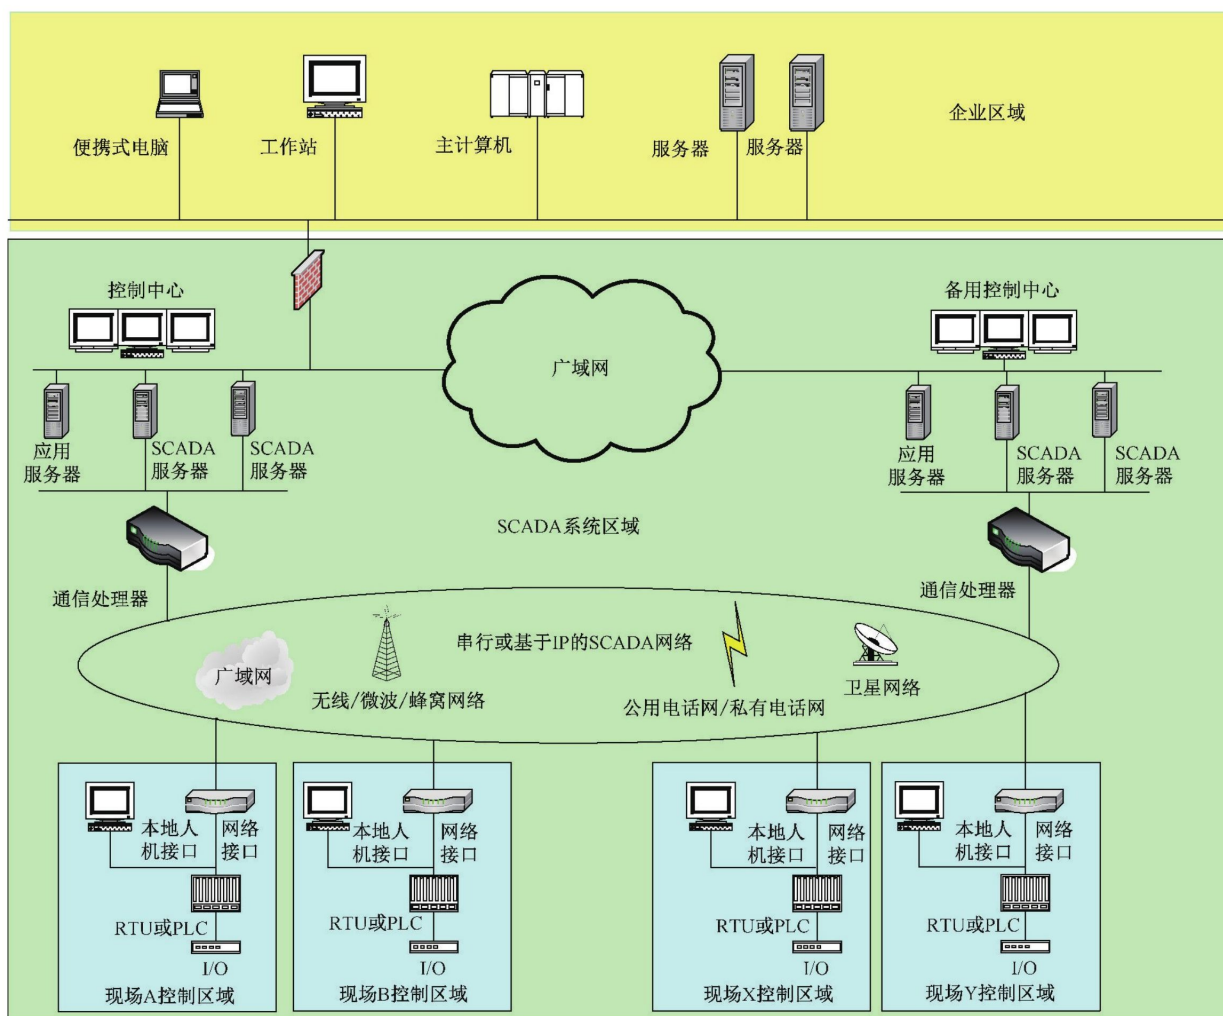 企业区域
便携式电脑
工作站
主计算机
服务器
服务器
控制中心
备用控制中心
广域网
应用
服务器
SCADA
服务器
SCADA
服务器
应用
服务器
SCADA
服务器
SCADA
服务器
SCADA系统区域
通信处理器
通信处理器
串行或基于IP的SCADA网络
广域网
无线/微波/蜂窝网络
公用电话网/私有电话网
卫星网络
本地人
机接口
网络
接口
RTU或PLC
I/O
现场A控制区域
本地人
机接口
网络
接口
RTU或PLC
I/O
现场B控制区域
本地人
机接口
网络
接口
RTU或PLC
I/O
现场X控制区域
本地人
机接口
网络
接口
RTU或PLC
I/O
现场Y控制区域